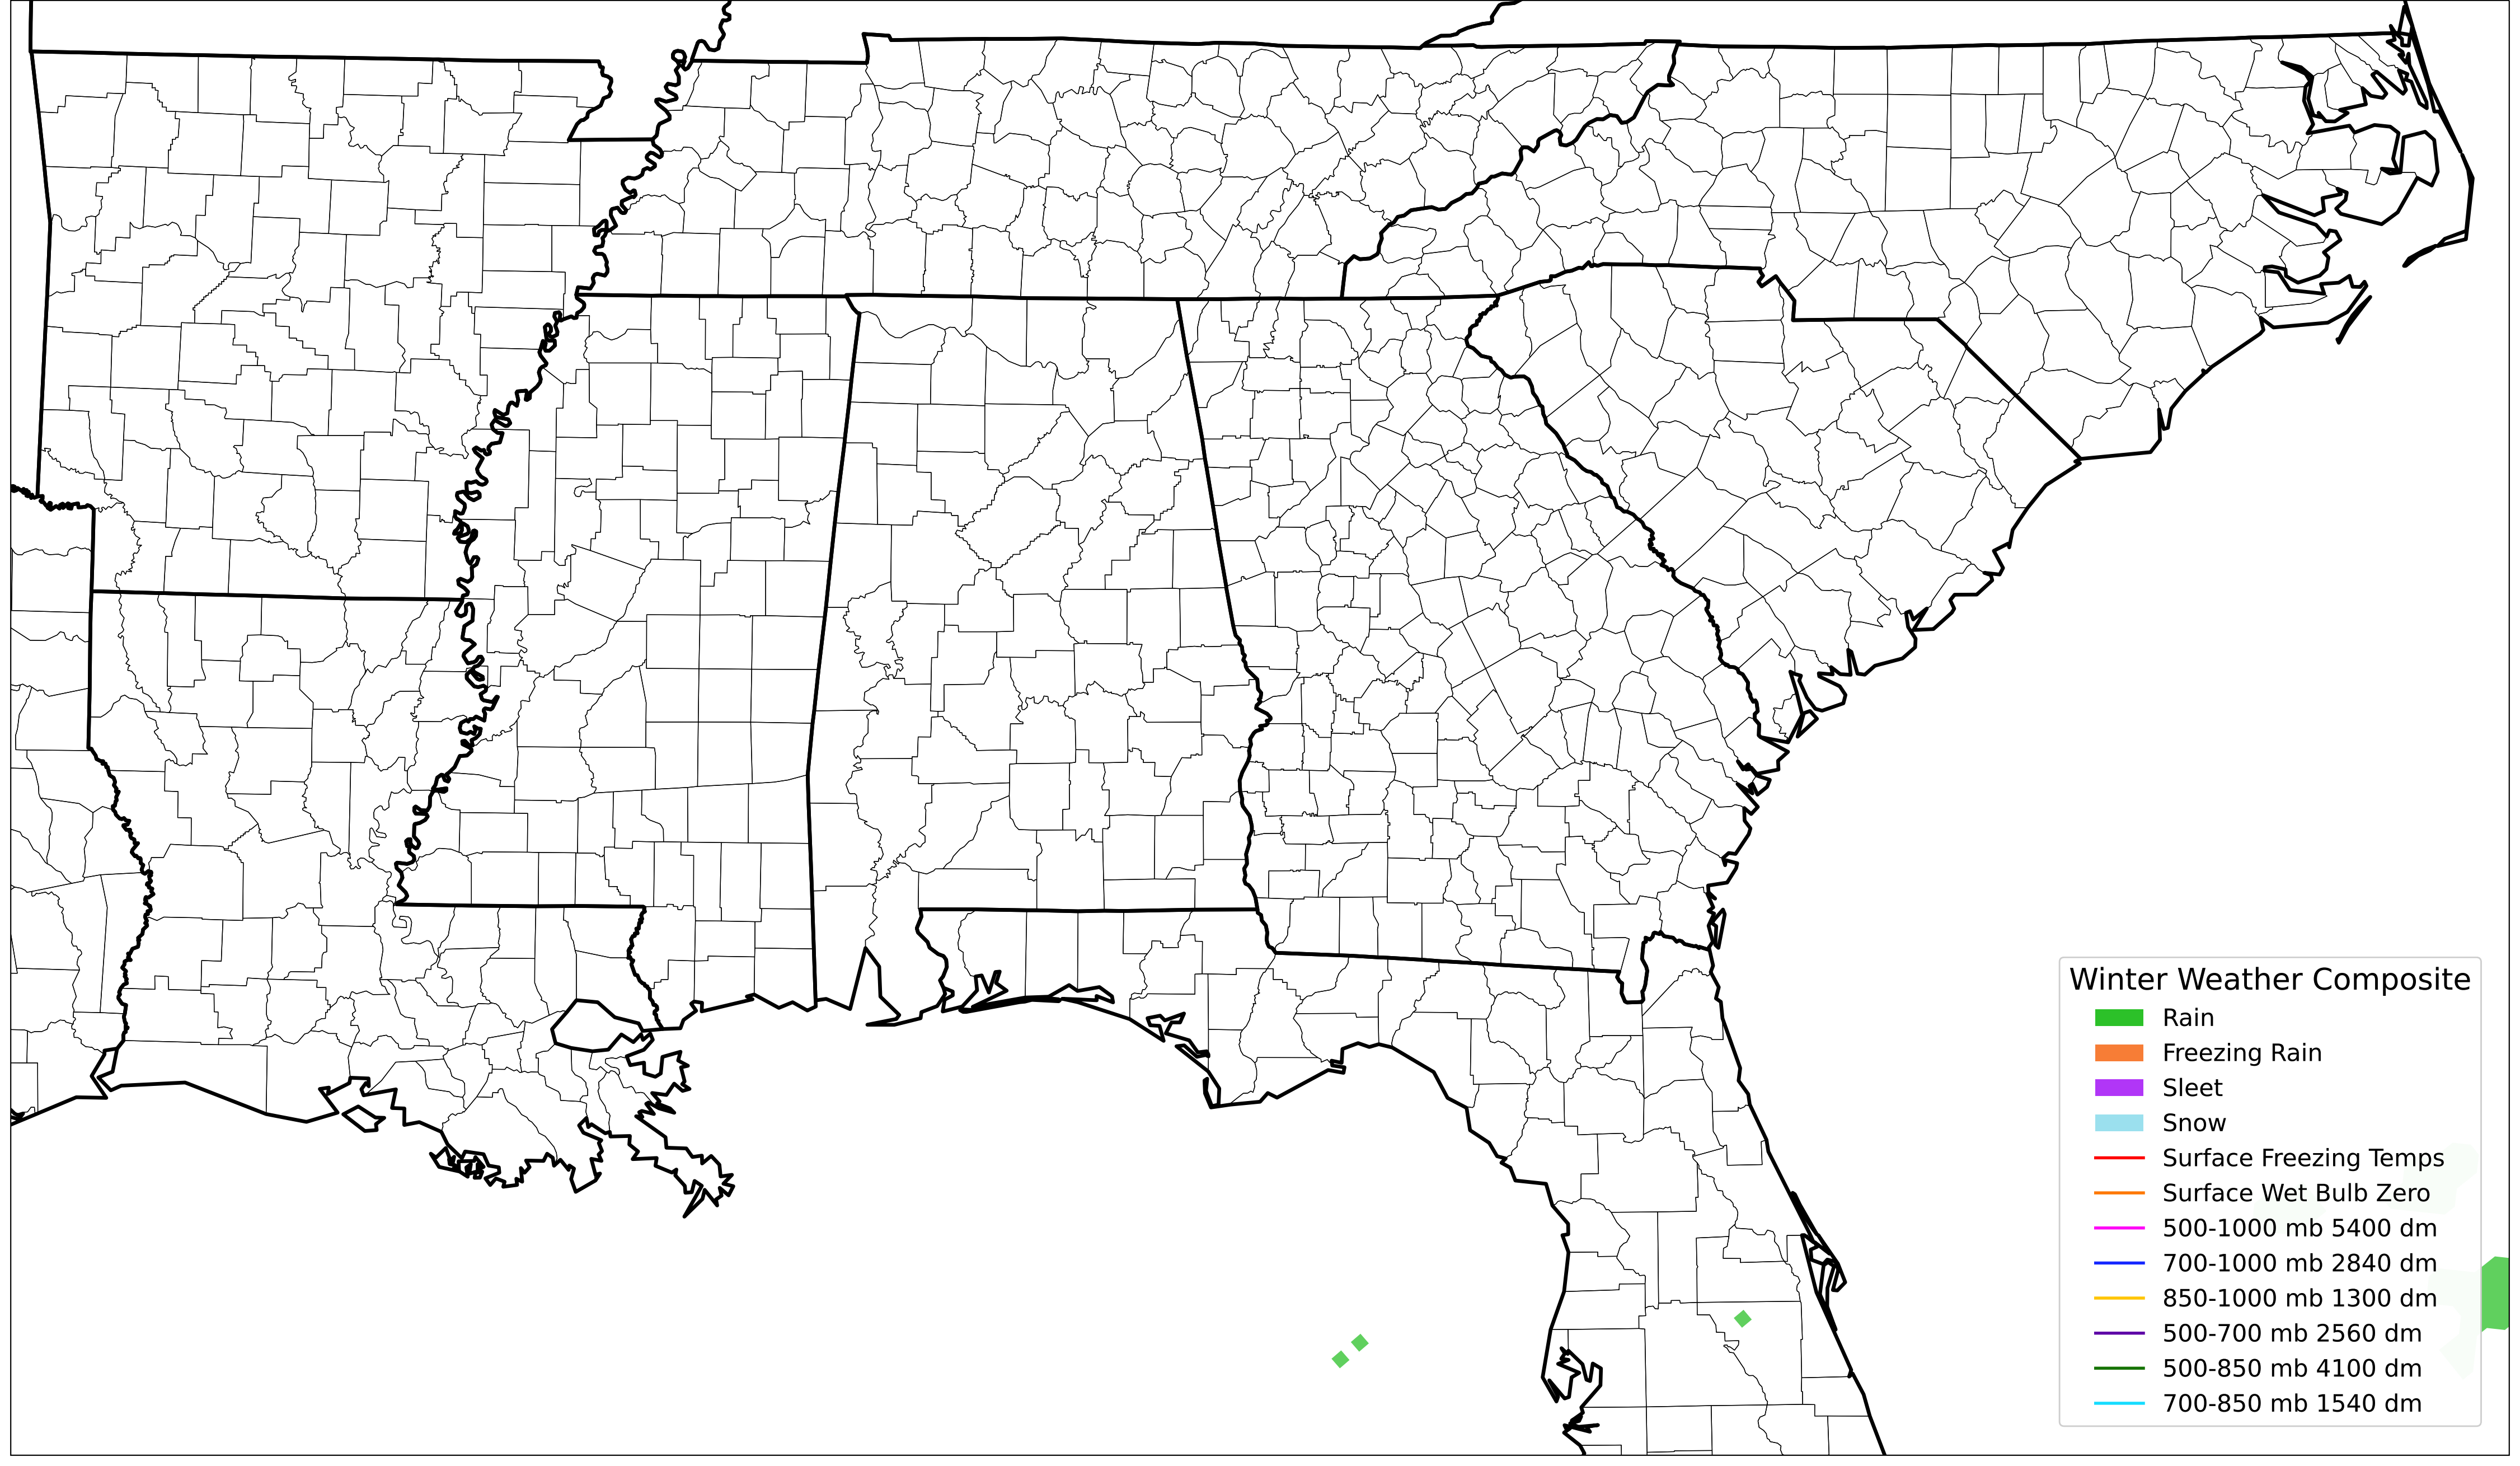 Winter Weather Composite
Rain
Freezing Rain
Sleet
Snow
Surface Freezing Temps
Surface Wet Bulb Zero
500-1000 mb 5400 dm
700-1000 mb 2840 dm
850-1000 mb 1300 dm
500-700 mb 2560 dm
500-850 mb 4100 dm
700-850 mb 1540 dm